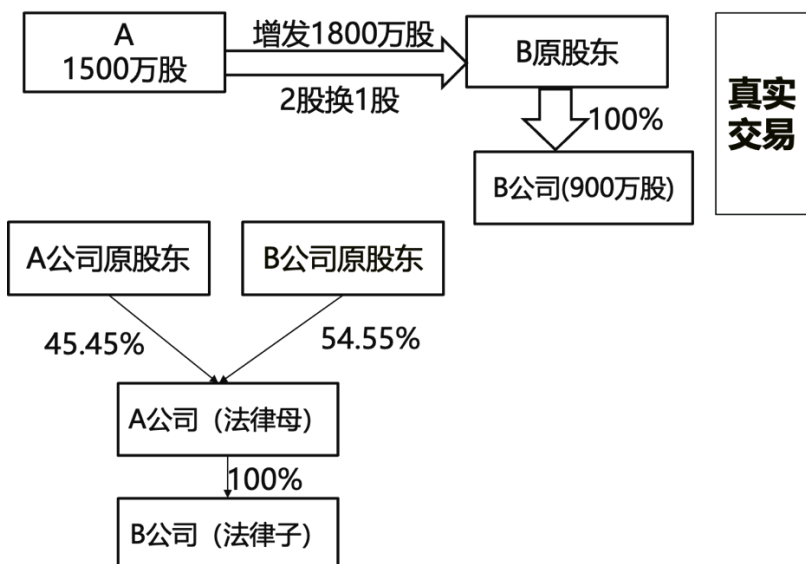 A
1500万股
增发1800万股
2股换1股
B原股东
100%
B公司(900万股)
真实
交易
A公司原股东
B公司原股东
45.45%
54.55%
A公司（法律母）
100%
B公司（法律子）